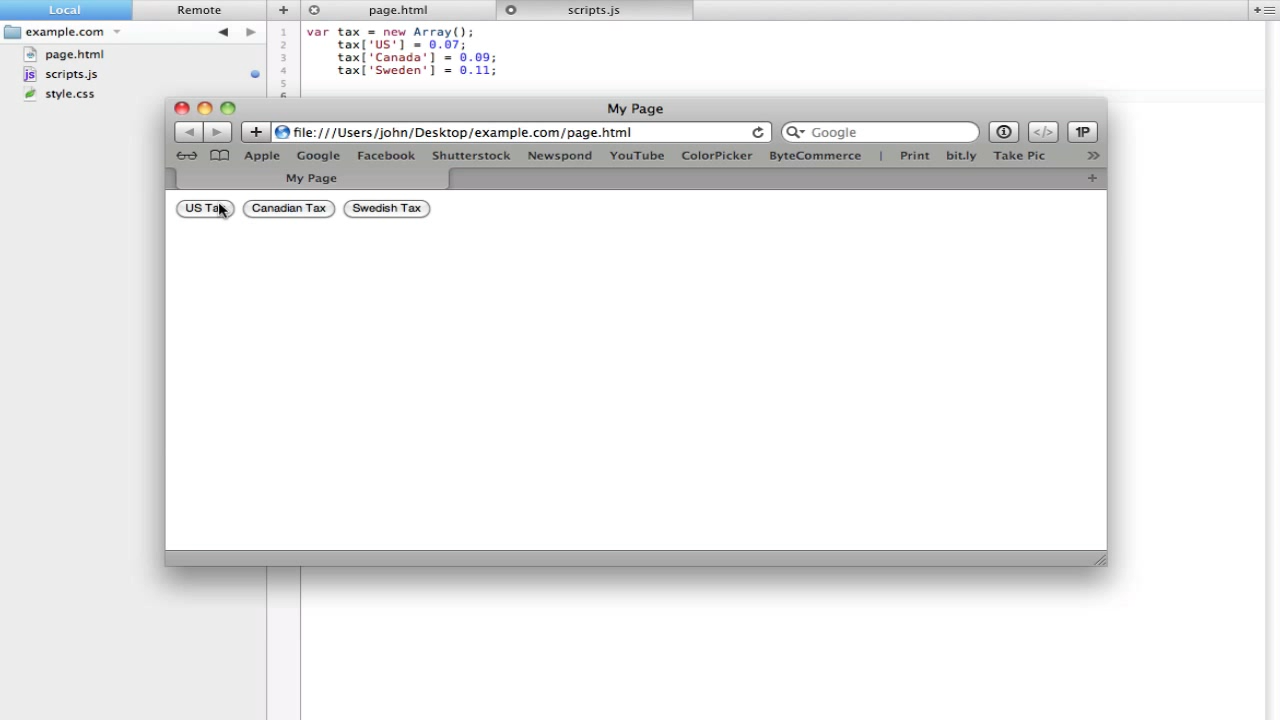 Local Remote + page.html scripts.js
example.com
page.html
scripts.js
style.css
1 var tax = new Array();
2 tax['US'] = 0.07;
3 tax['Canada'] = 0.09;
4 tax['Sweden'] = 0.11;
5
6
My Page
file:///Users/john/Desktop/example.com/page.html Google 1P
Apple Google Facebook Shutterstock Newspond YouTube ColorPicker ByteCommerce | Print bit.ly Take Pic »
My Page +
US Tax Canadian Tax Swedish Tax